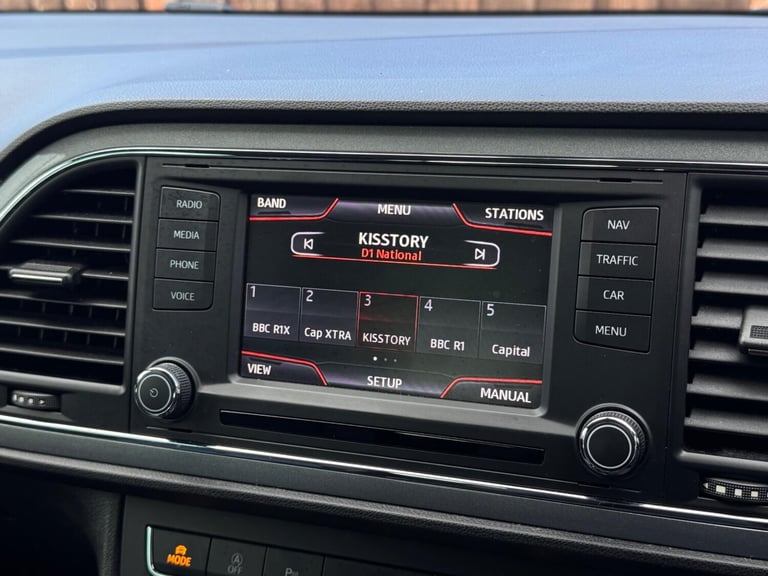 RADIO
MEDIA
PHONE
VOICE
BAND
MENU
STATIONS
KISSTORY
D1 National
1
2
3
4
5
BBC R1X
Cap XTRA
KISSTORY
BBC R1
Capital
VIEW
SETUP
MANUAL
NAV
TRAFFIC
CAR
MENU
MODE
OFF